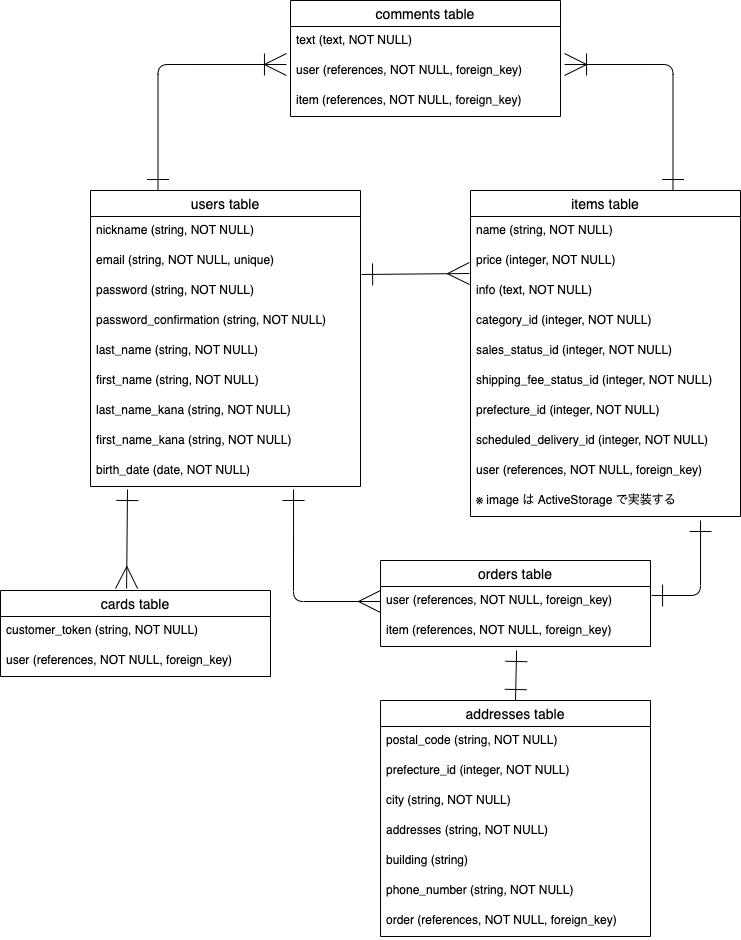 comments table
text (text, NOT NULL)
user (references, NOT NULL, foreign_key)
item (references, NOT NULL, foreign_key)
users table
nickname (string, NOT NULL)
email (string, NOT NULL, unique)
password (string, NOT NULL)
password_confirmation (string, NOT NULL)
last_name (string, NOT NULL)
first_name (string, NOT NULL)
last_name_kana (string, NOT NULL)
first_name_kana (string, NOT NULL)
birth_date (date, NOT NULL)
items table
name (string, NOT NULL)
price (integer, NOT NULL)
info (text, NOT NULL)
category_id (integer, NOT NULL)
sales_status_id (integer, NOT NULL)
shipping_fee_status_id (integer, NOT NULL)
prefecture_id (integer, NOT NULL)
scheduled_delivery_id (integer, NOT NULL)
user (references, NOT NULL, foreign_key)
※ image は ActiveStorage で実装する
cards table
customer_token (string, NOT NULL)
user (references, NOT NULL, foreign_key)
orders table
user (references, NOT NULL, foreign_key)
item (references, NOT NULL, foreign_key)
addresses table
postal_code (string, NOT NULL)
prefecture_id (integer, NOT NULL)
city (string, NOT NULL)
addresses (string, NOT NULL)
building (string)
phone_number (string, NOT NULL)
order (references, NOT NULL, foreign_key)